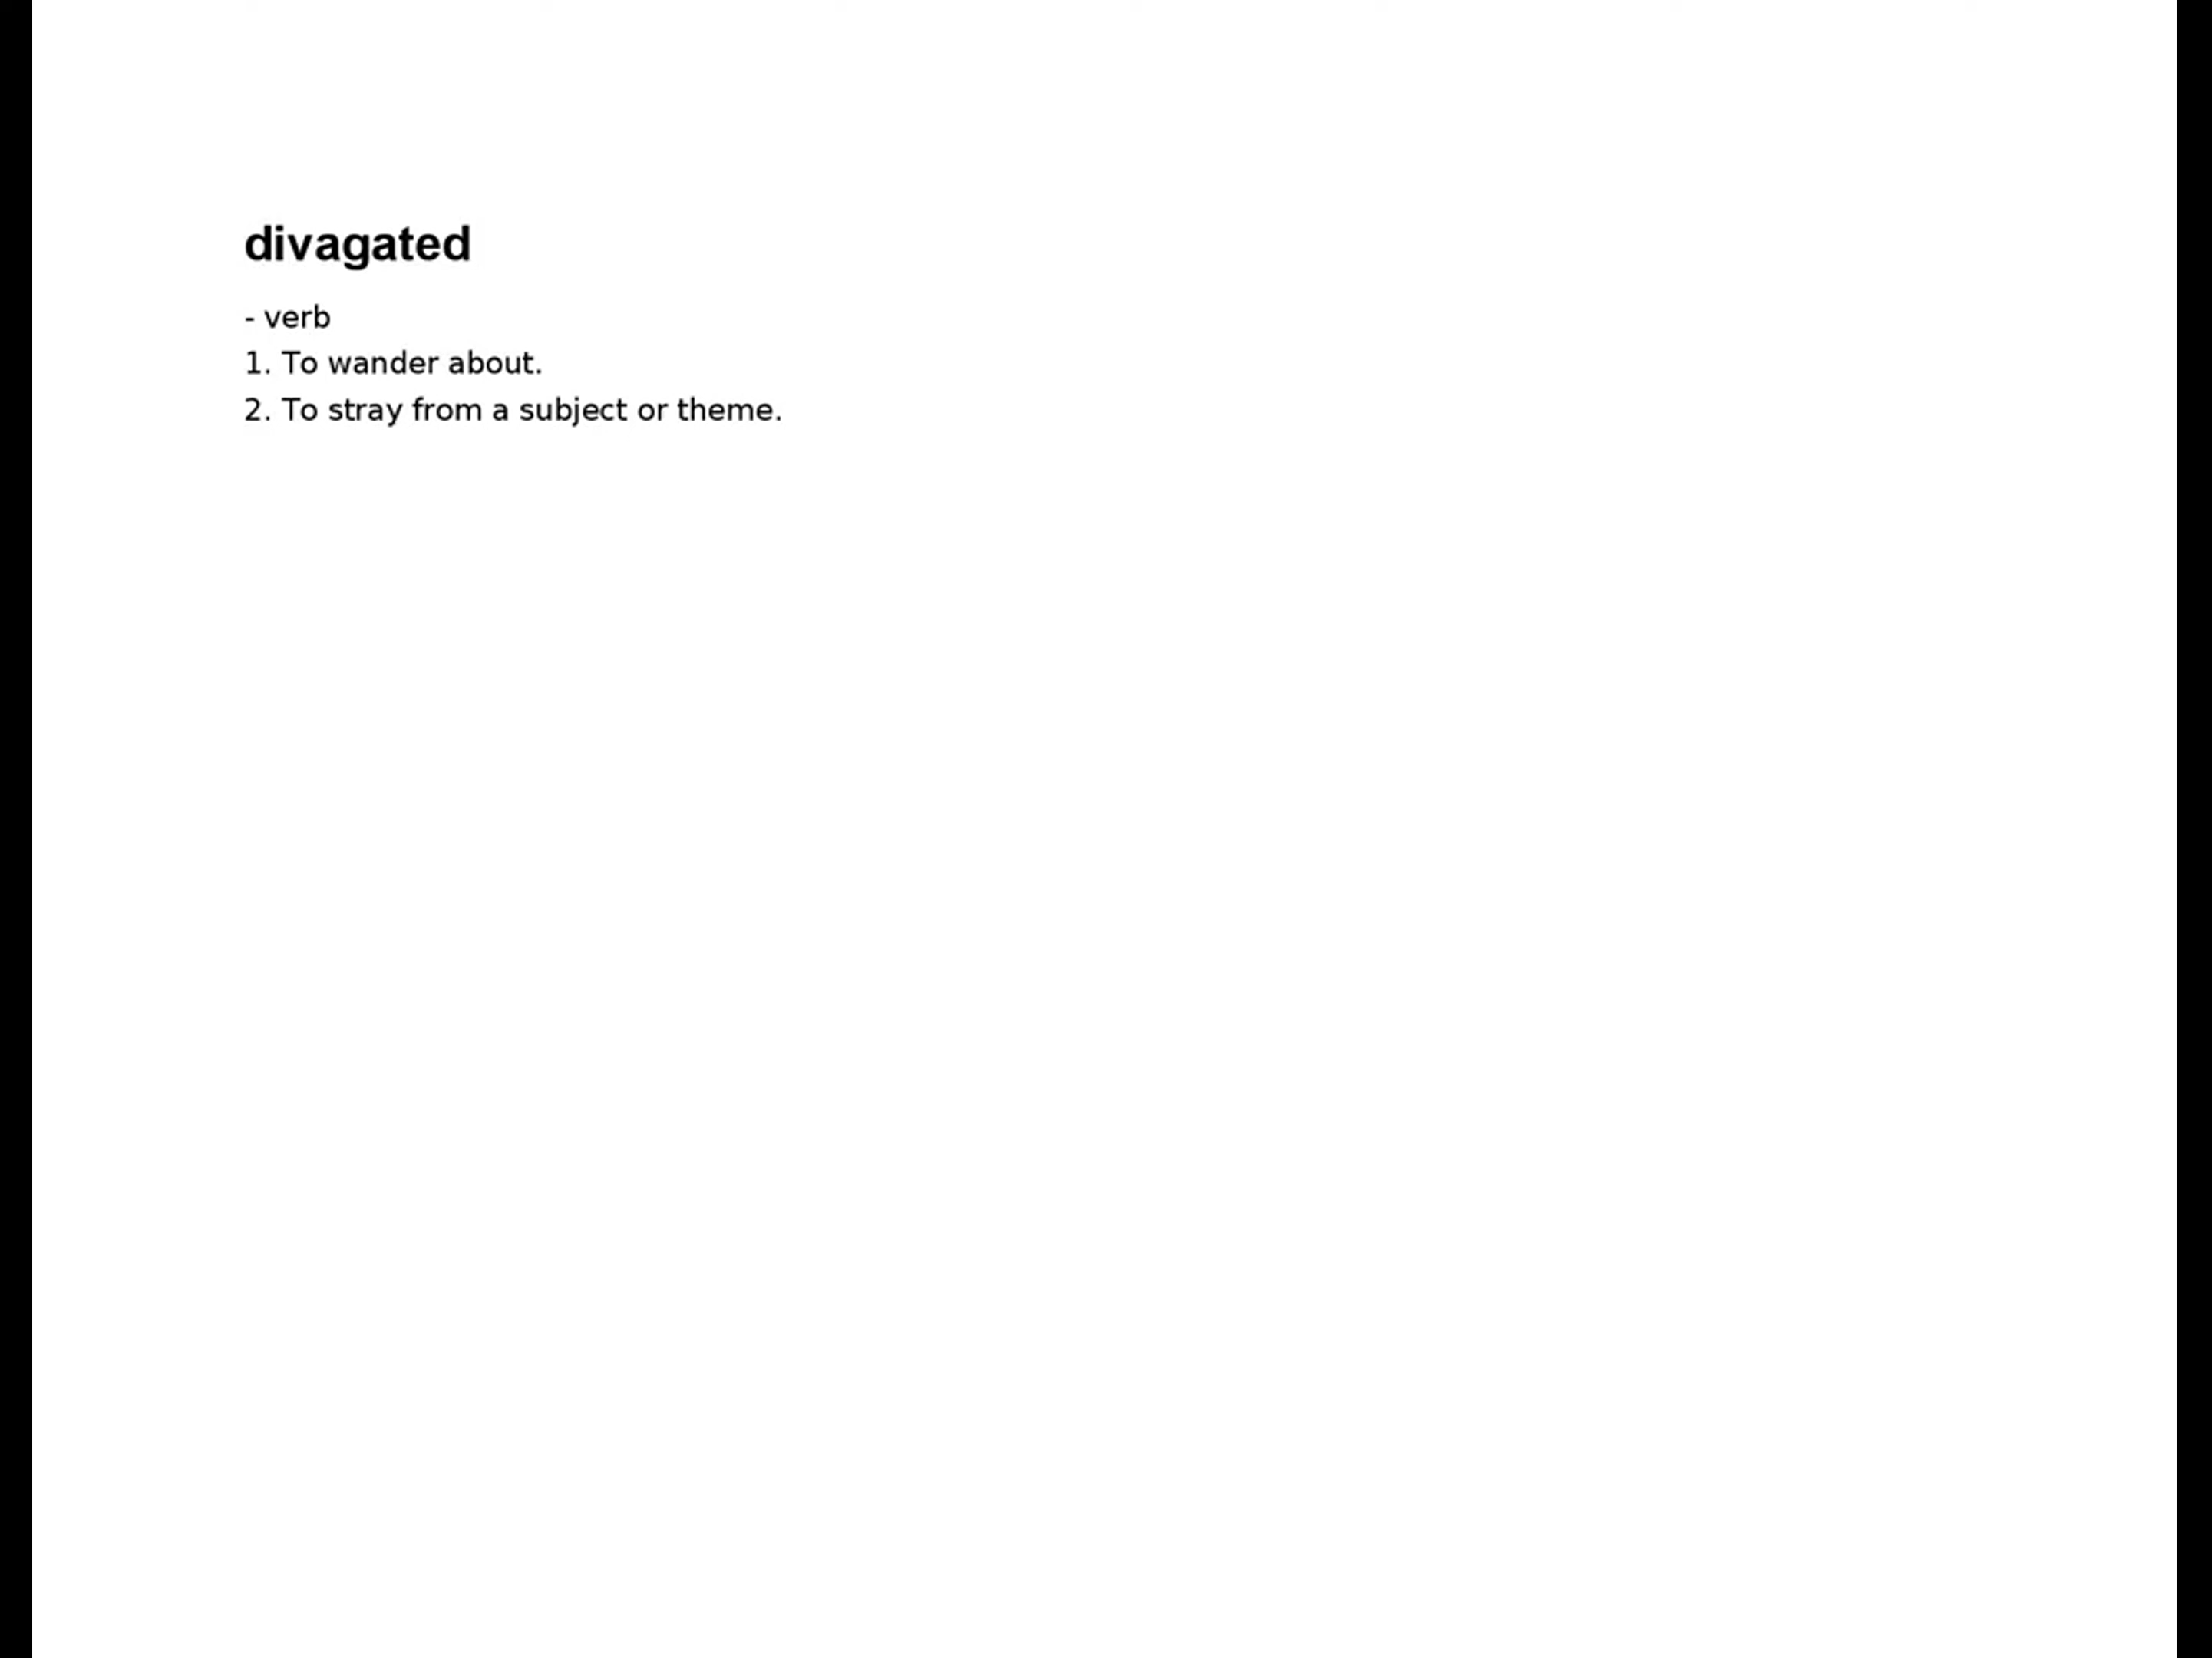 divagated
- verb
1. To wander about.
2. To stray from a subject or theme.